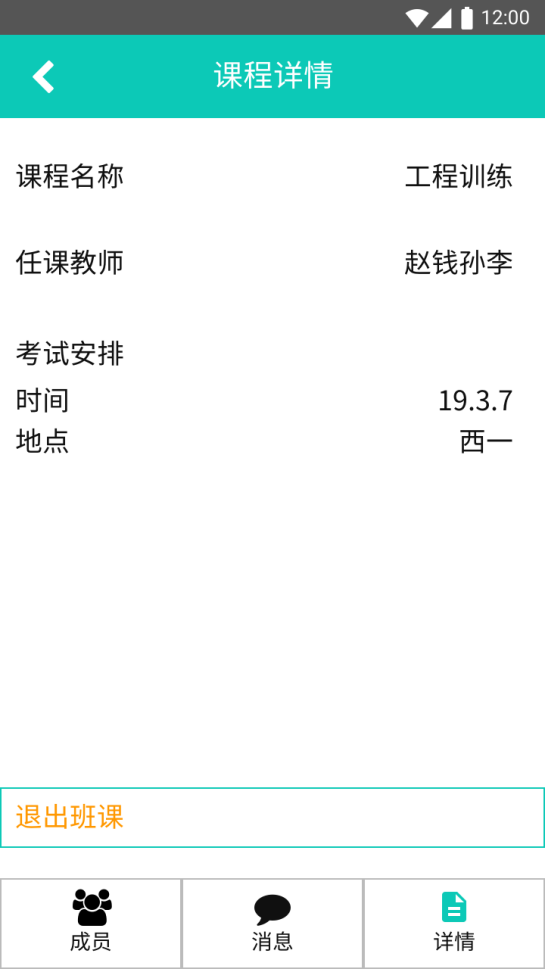 12:00
课程详情
课程名称 工程训练
任课教师 赵钱孙李
考试安排
时间 19.3.7
地点 西一
退出班课
成员 消息 详情